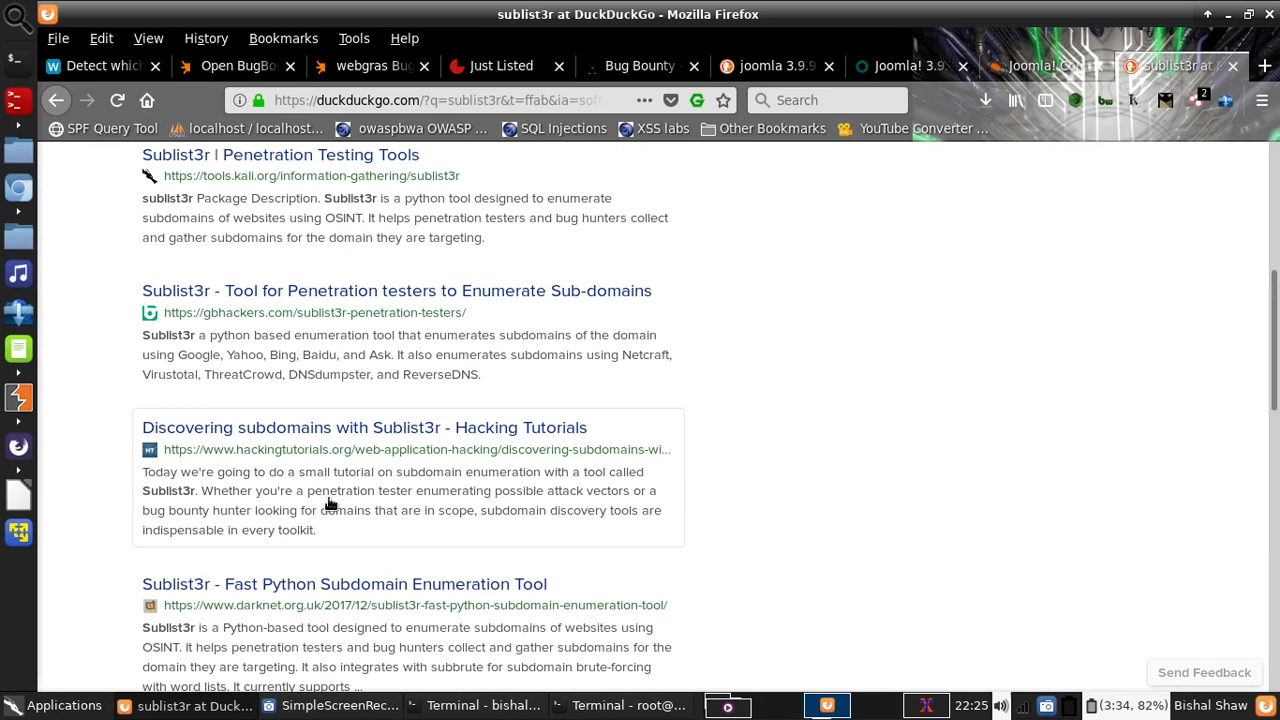 sublist3r at DuckDuckGo - Mozilla Firefox
File Edit View History Bookmarks Tools Help
Detect which
Open BugBo
webgras Bug
Just Listed
Bug Bounty
joomla 3.9.9
Joomla! 3.9.
Joomla! Co
sublist3r at
https://duckduckgo.com/?q=sublist3r&t=ffab&ia=sof
Search
2
SPF Query Tool
localhost / localhost...
owaspbwa OWASP ...
SQL Injections
XSS labs
Other Bookmarks
YouTube Converter ...
Sublist3r | Penetration Testing Tools
https://tools.kali.org/information-gathering/sublist3r
sublist3r Package Description. Sublist3r is a python tool designed to enumerate
subdomains of websites using OSINT. It helps penetration testers and bug hunters collect
and gather subdomains for the domain they are targeting.
Sublist3r - Tool for Penetration testers to Enumerate Sub-domains
https://gbhackers.com/sublist3r-penetration-testers/
Sublist3r a python based enumeration tool that enumerates subdomains of the domain
using Google, Yahoo, Bing, Baidu, and Ask. It also enumerates subdomains using Netcraft,
Virustotal, ThreatCrowd, DNSdumpster, and ReverseDNS.
Discovering subdomains with Sublist3r - Hacking Tutorials
HT
https://www.hackingtutorials.org/web-application-hacking/discovering-subdomains-wi...
Today we're going to do a small tutorial on subdomain enumeration with a tool called
Sublist3r. Whether you're a penetration tester enumerating possible attack vectors or a
bug bounty hunter looking for domains that are in scope, subdomain discovery tools are
indispensable in every toolkit.
Sublist3r - Fast Python Subdomain Enumeration Tool
https://www.darknet.org.uk/2017/12/sublist3r-fast-python-subdomain-enumeration-tool/
Sublist3r is a Python-based tool designed to enumerate subdomains of websites using
OSINT. It helps penetration testers and bug hunters collect and gather subdomains for the
domain they are targeting. It also integrates with subbrute for subdomain brute-forcing
with word lists. It currently supports ...
Send Feedback
Applications
sublist3r at Duc...
SimpleScreenRec...
Terminal - bishal...
Terminal - root@...
22:25
(3:34, 82%)
Bishal Shaw